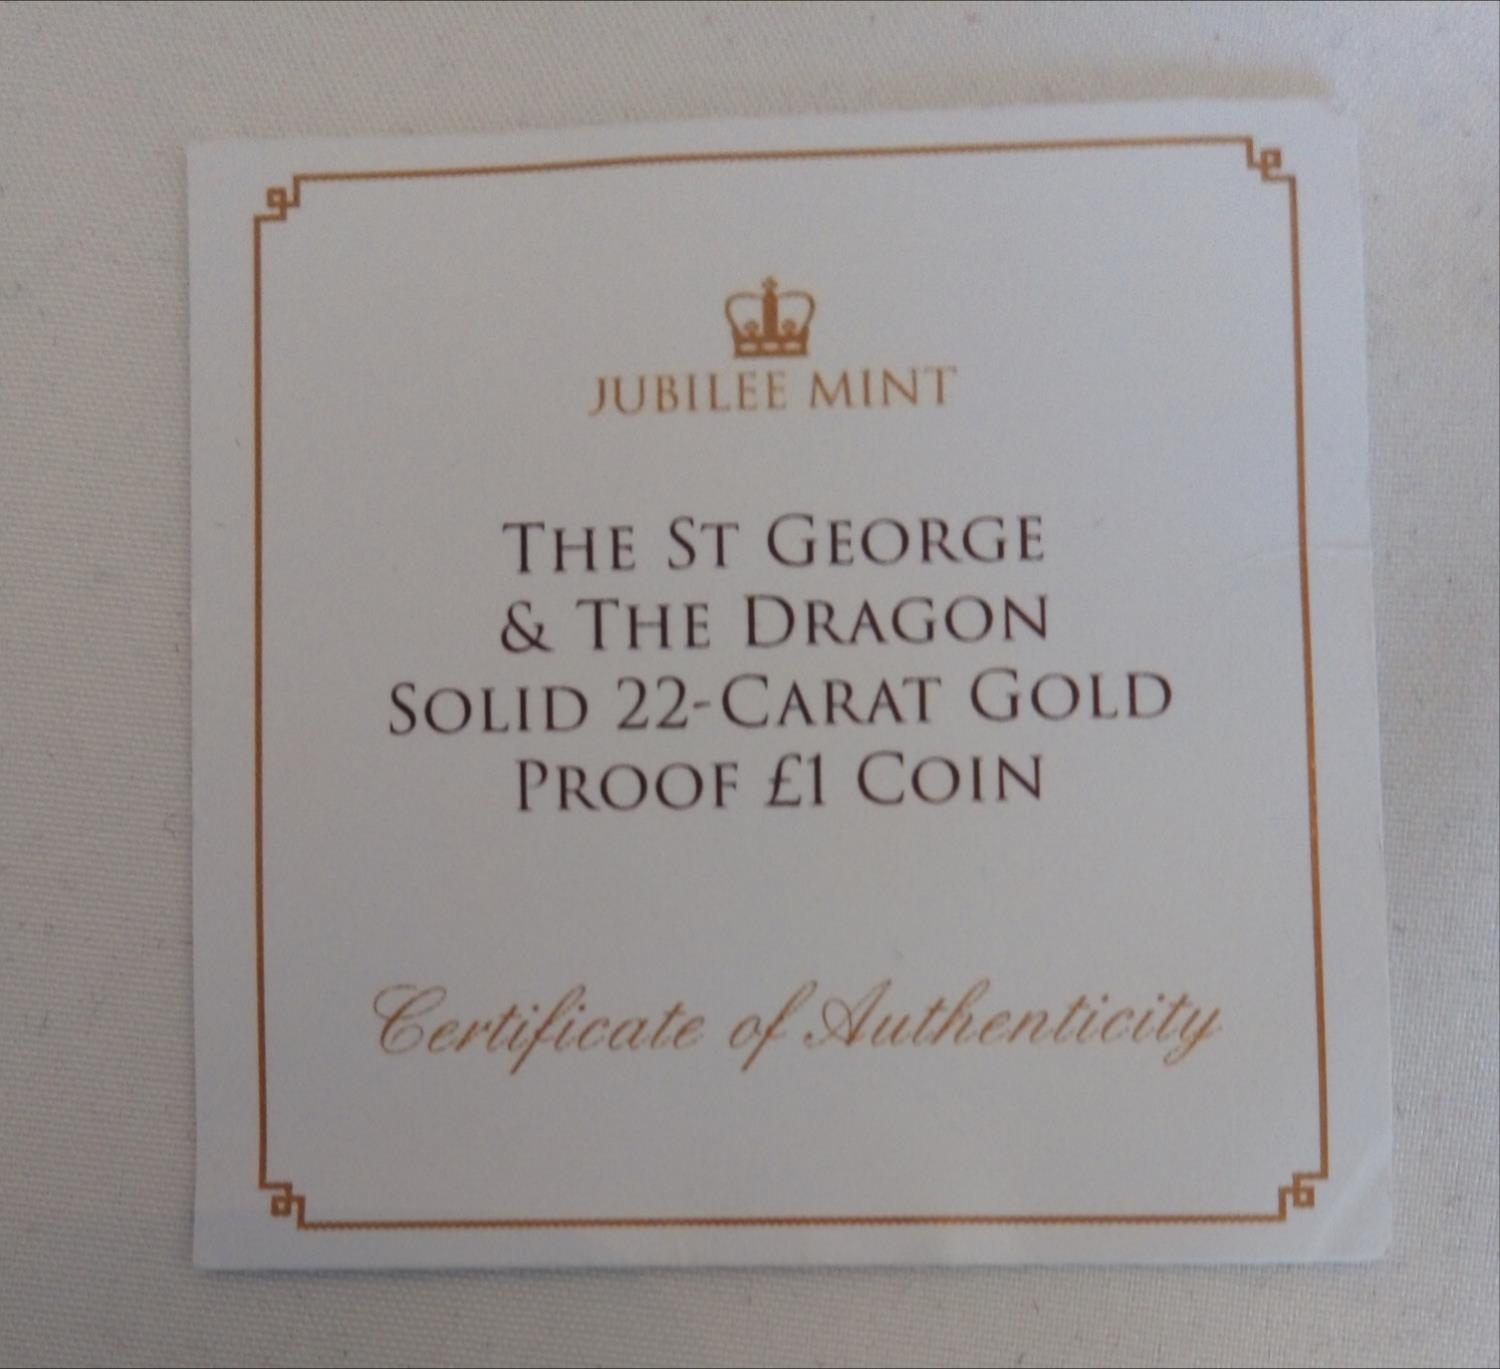 JUBILEE MINT
THE ST GEORGE
& THE DRAGON
SOLID 22-CARAT GOLD
PROOF £1 COIN
Certificate of Authenticity